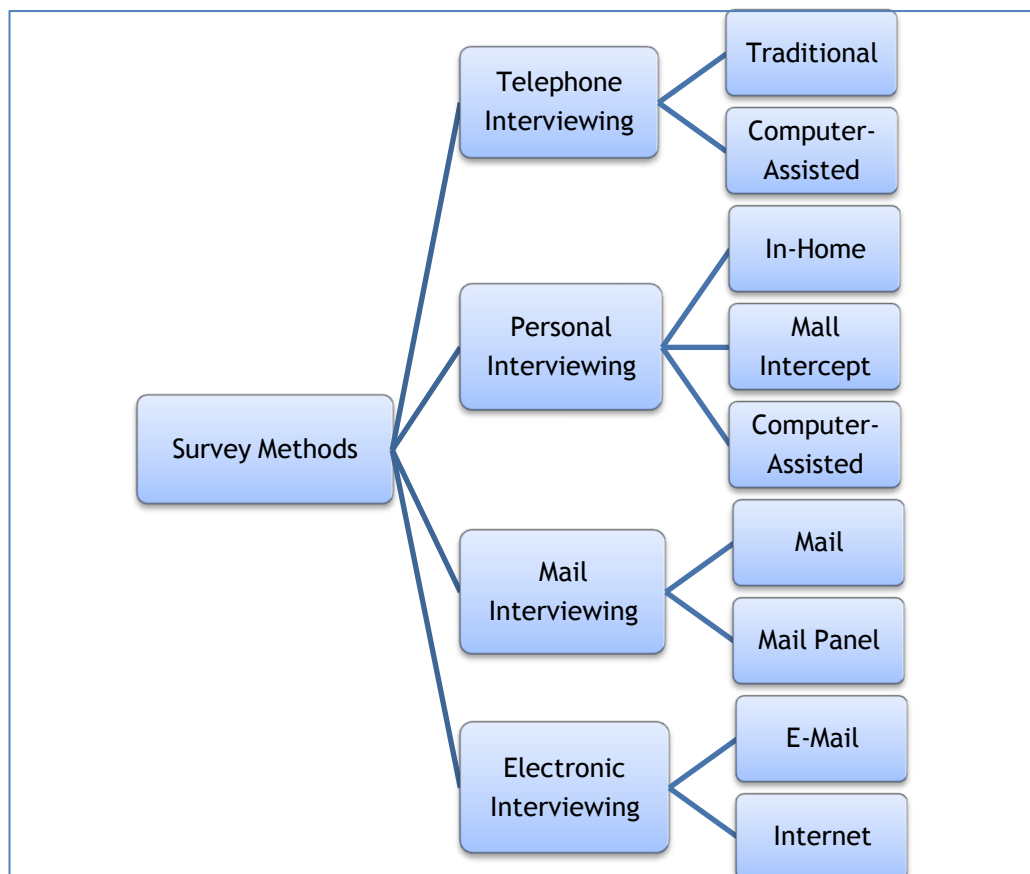 Survey Methods
Telephone
Interviewing
Traditional
Computer-
Assisted
Personal
Interviewing
In-Home
Mall
Intercept
Computer-
Assisted
Mail
Interviewing
Mail
Mail Panel
Electronic
Interviewing
E-Mail
Internet